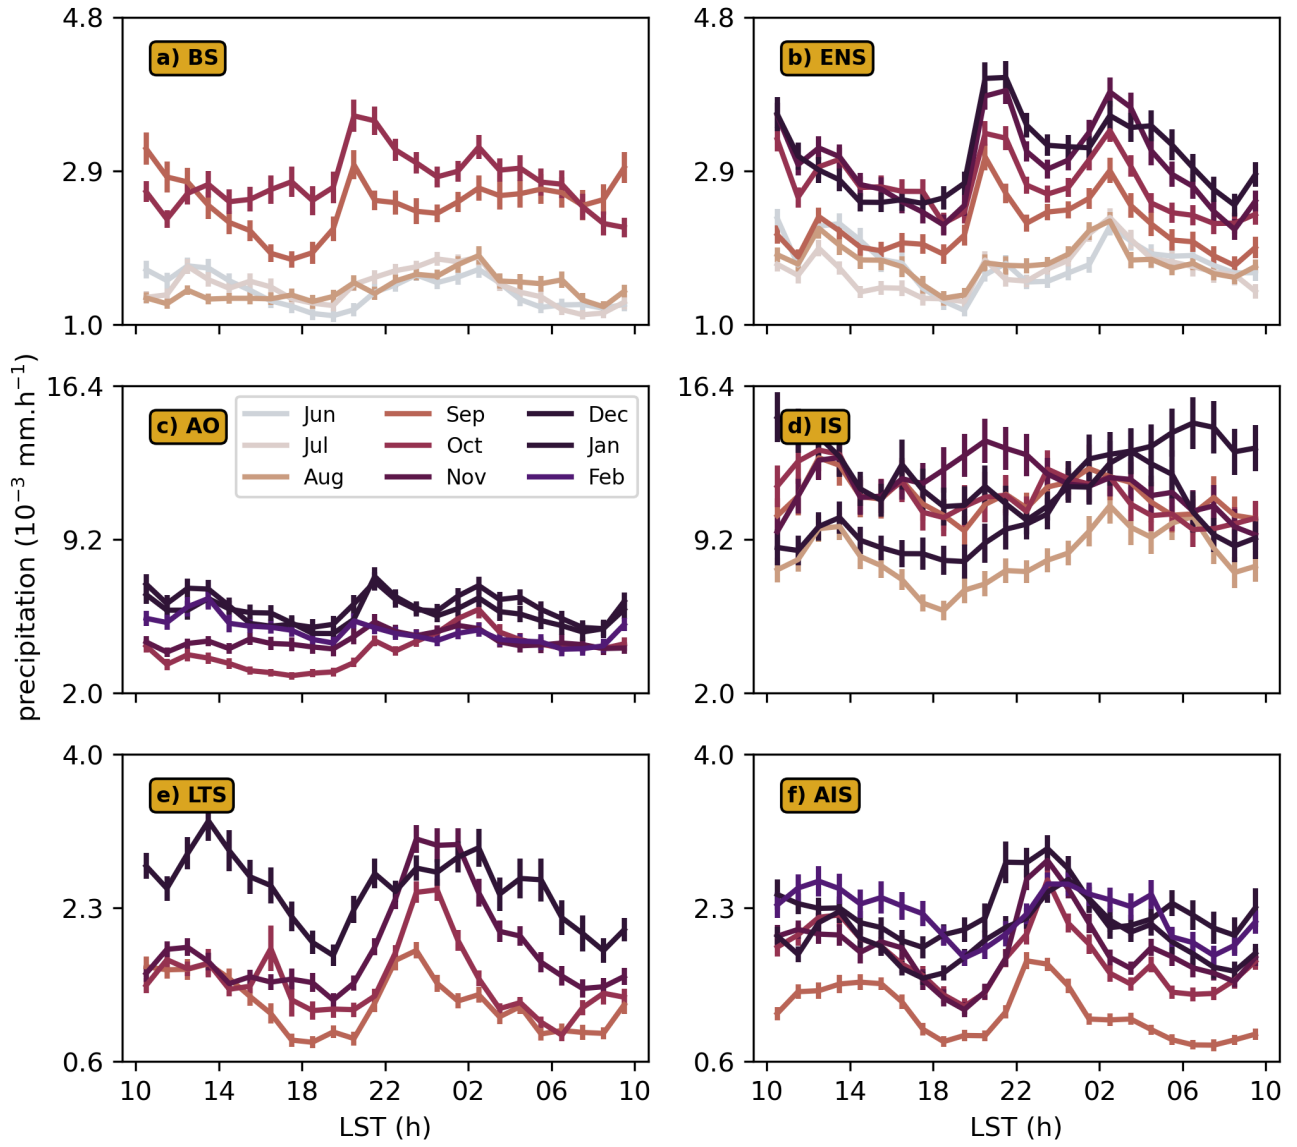 4.8
a) BS
2.9
1.0
4.8
b) ENS
2.9
1.0
precipitation (10⁻³ mm.h⁻¹)
16.4
c) AO
Jun
Sep
Dec
Jul
Oct
Jan
Aug
Nov
Feb
9.2
2.0
16.4
d) IS
9.2
2.0
4.0
e) LTS
2.3
0.6
10 14 18 22 02 06 10
LST (h)
4.0
f) AIS
2.3
0.6
10 14 18 22 02 06 10
LST (h)